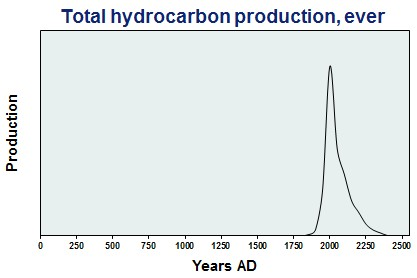 Total hydrocarbon production, ever
Production
0 250 500 750 1000 1250 1500 1750 2000 2250 2500
Years AD